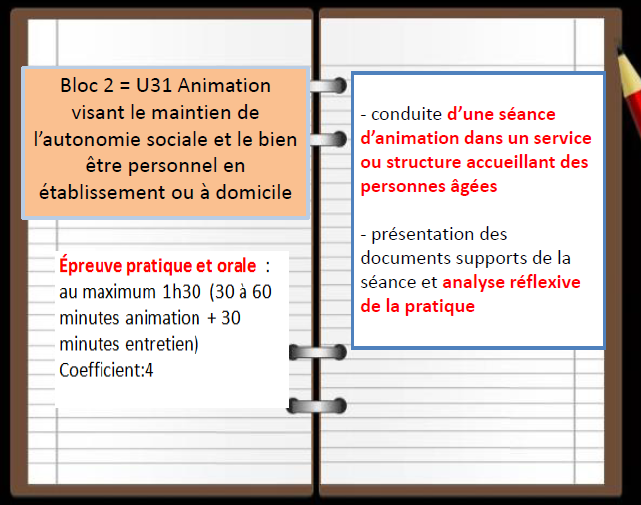 Bloc 2 = U31 Animation
visant le maintien de
l'autonomie sociale et le bien
être personnel en
établissement ou à domicile
Épreuve pratique et orale :
au maximum 1h30 (30 à 60
minutes animation + 30
minutes entretien)
Coefficient:4
- conduite d'une séance
d'animation dans un service
ou structure accueillant des
personnes âgées
- présentation des
documents supports de la
séance et analyse réflexive
de la pratique